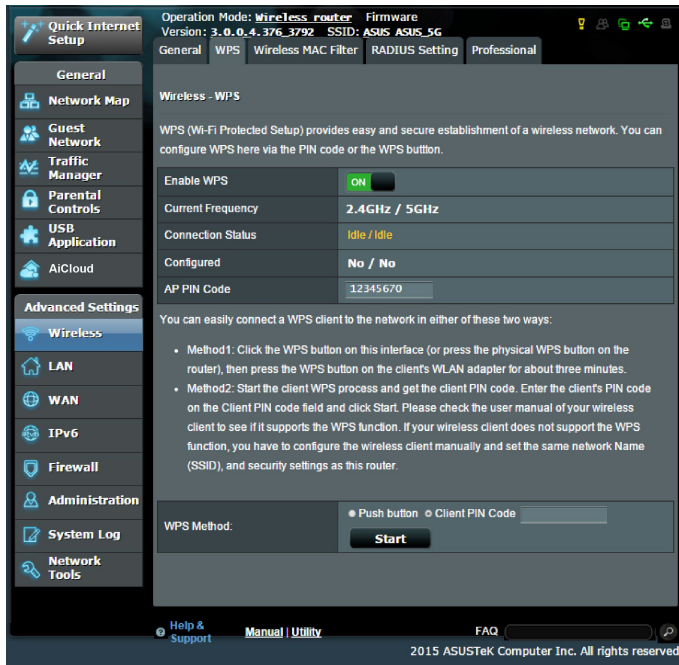 Quick Internet Setup
Operation Mode: Wireless router Firmware
Version: 3.0.0.4.376_3792 SSID: ASUS ASUS_5G
General WPS Wireless MAC Filter RADIUS Setting Professional
General
Network Map
Guest Network
Traffic Manager
Parental Controls
USB Application
AiCloud
Advanced Settings
Wireless
LAN
WAN
IPv6
Firewall
Administration
System Log
Network Tools
Wireless - WPS
WPS (Wi-Fi Protected Setup) provides easy and secure establishment of a wireless network. You can
configure WPS here via the PIN code or the WPS buttton.
Enable WPS ON
Current Frequency 2.4GHz / 5GHz
Connection Status Idle / Idle
Configured No / No
AP PIN Code 12345670
You can easily connect a WPS client to the network in either of these two ways:
• Method1: Click the WPS button on this interface (or press the physical WPS button on the
router), then press the WPS button on the client's WLAN adapter for about three minutes.
• Method2: Start the client WPS process and get the client PIN code. Enter the client's PIN code
on the Client PIN code field and click Start. Please check the user manual of your wireless
client to see if it supports the WPS function. If your wireless client does not support the WPS
function, you have to configure the wireless client manually and set the same network Name
(SSID), and security settings as this router.
WPS Method: Push button Client PIN Code
Start
Help & Support Manual | Utility FAQ
2015 ASUSTeK Computer Inc. All rights reserved